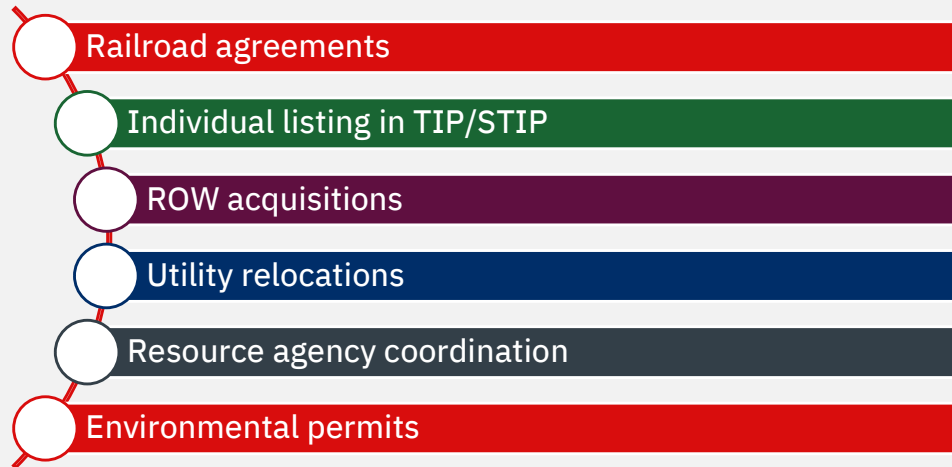 Railroad agreements
Individual listing in TIP/STIP
ROW acquisitions
Utility relocations
Resource agency coordination
Environmental permits